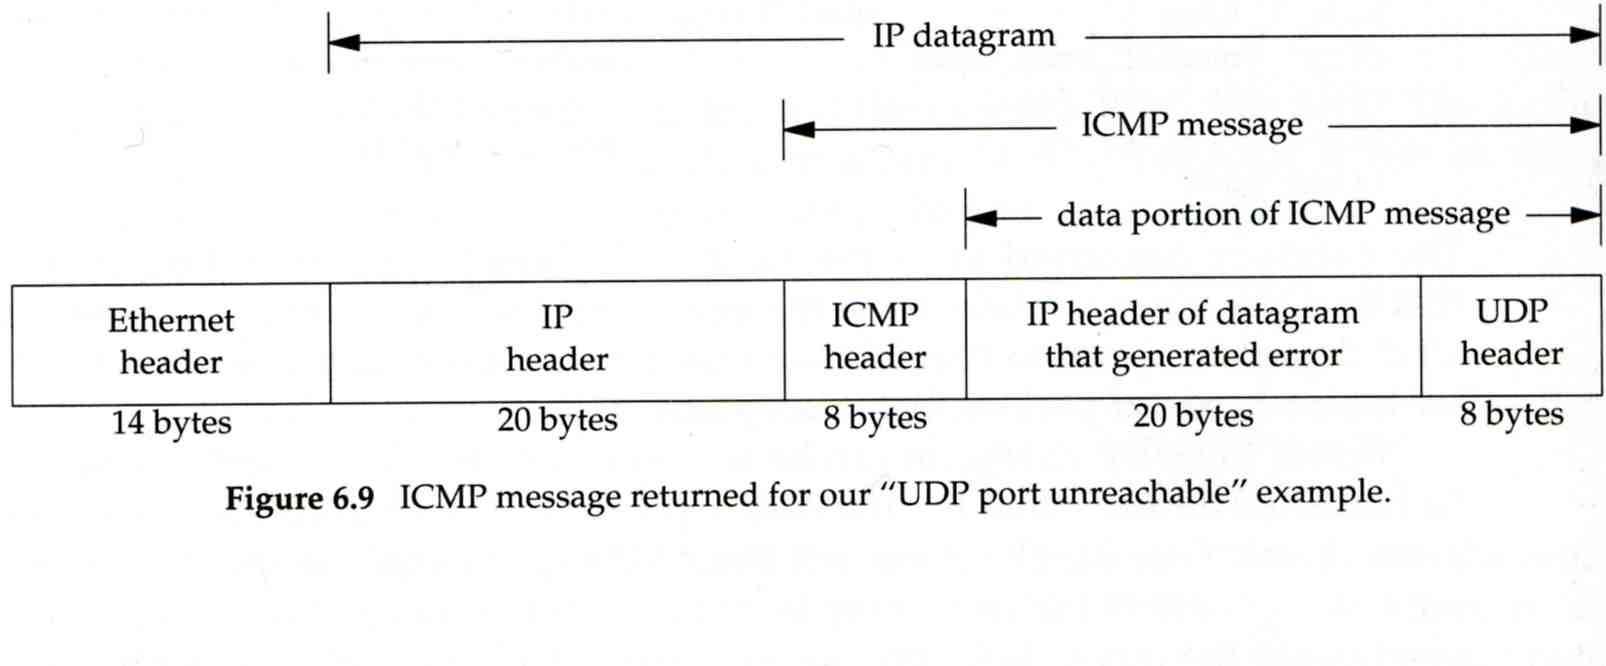 IP datagram
ICMP message
data portion of ICMP message
Ethernet header
IP header
ICMP header
IP header of datagram that generated error
UDP header
14 bytes
20 bytes
8 bytes
20 bytes
8 bytes
Figure 6.9 ICMP message returned for our “UDP port unreachable” example.